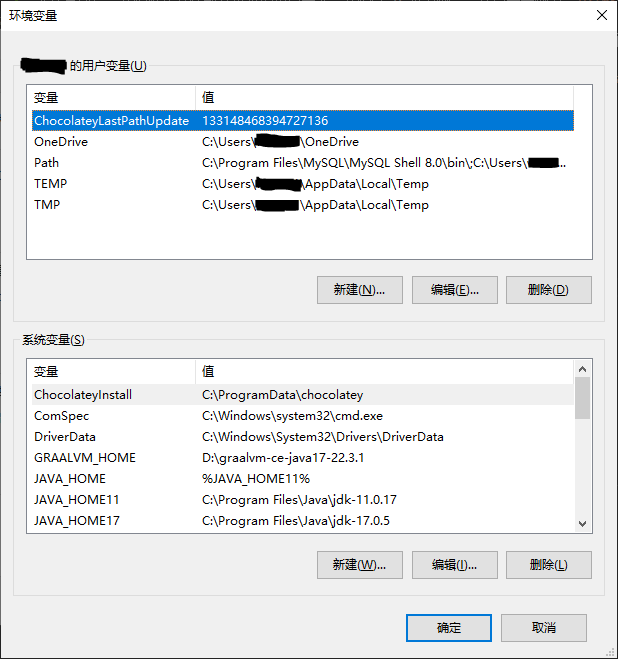 环境变量
的用户变量(U)
变量 值
ChocolateyLastPathUpdate 133148468394727136
OneDrive C:\Users\ \OneDrive
Path C:\Program Files\MySQL\MySQL Shell 8.0\bin\;C:\Users\ ...
TEMP C:\Users\ \AppData\Local\Temp
TMP C:\Users\ \AppData\Local\Temp
新建(N)... 编辑(E)... 删除(D)
系统变量(S)
变量 值
ChocolateyInstall C:\ProgramData\chocolatey
ComSpec C:\Windows\system32\cmd.exe
DriverData C:\Windows\System32\Drivers\DriverData
GRAALVM_HOME D:\graalvm-ce-java17-22.3.1
JAVA_HOME %JAVA_HOME11%
JAVA_HOME11 C:\Program Files\Java\jdk-11.0.17
JAVA_HOME17 C:\Program Files\Java\jdk-17.0.5
新建(W)... 编辑(I)... 删除(L)
确定 取消